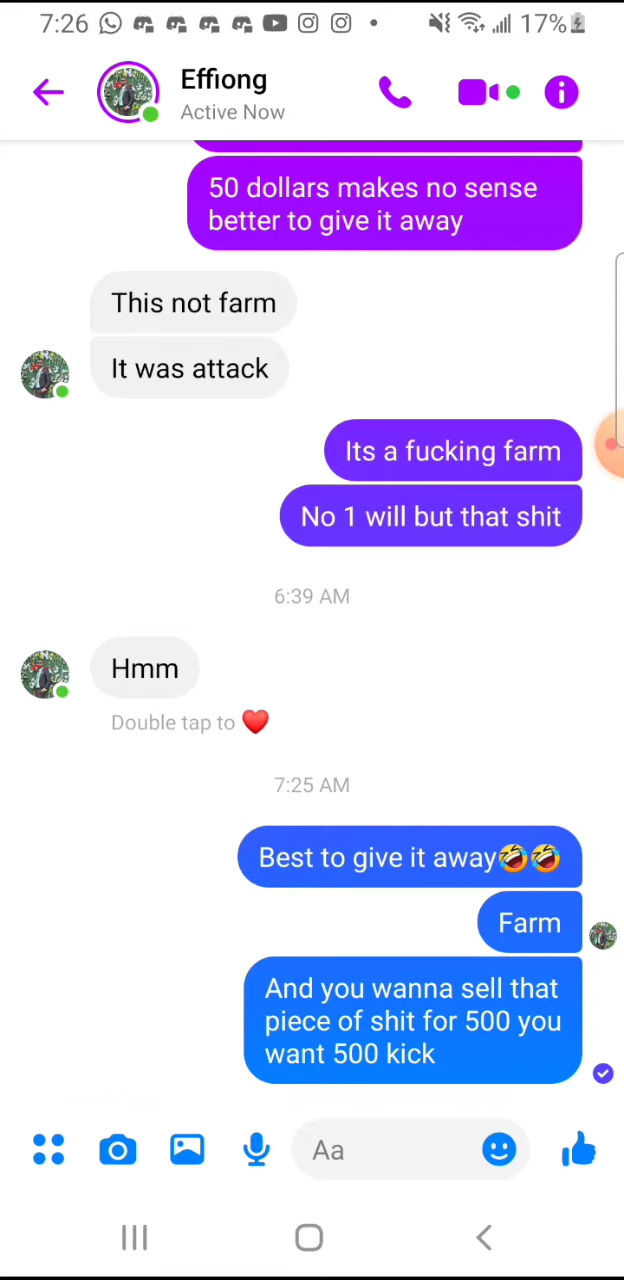 7:26
17%
Effiong
Active Now
50 dollars makes no sense
better to give it away
This not farm
It was attack
Its a fucking farm
No 1 will but that shit
6:39 AM
Hmm
Double tap to ❤️
7:25 AM
Best to give it away🤣🤣
Farm
And you wanna sell that
piece of shit for 500 you
want 500 kick
Aa